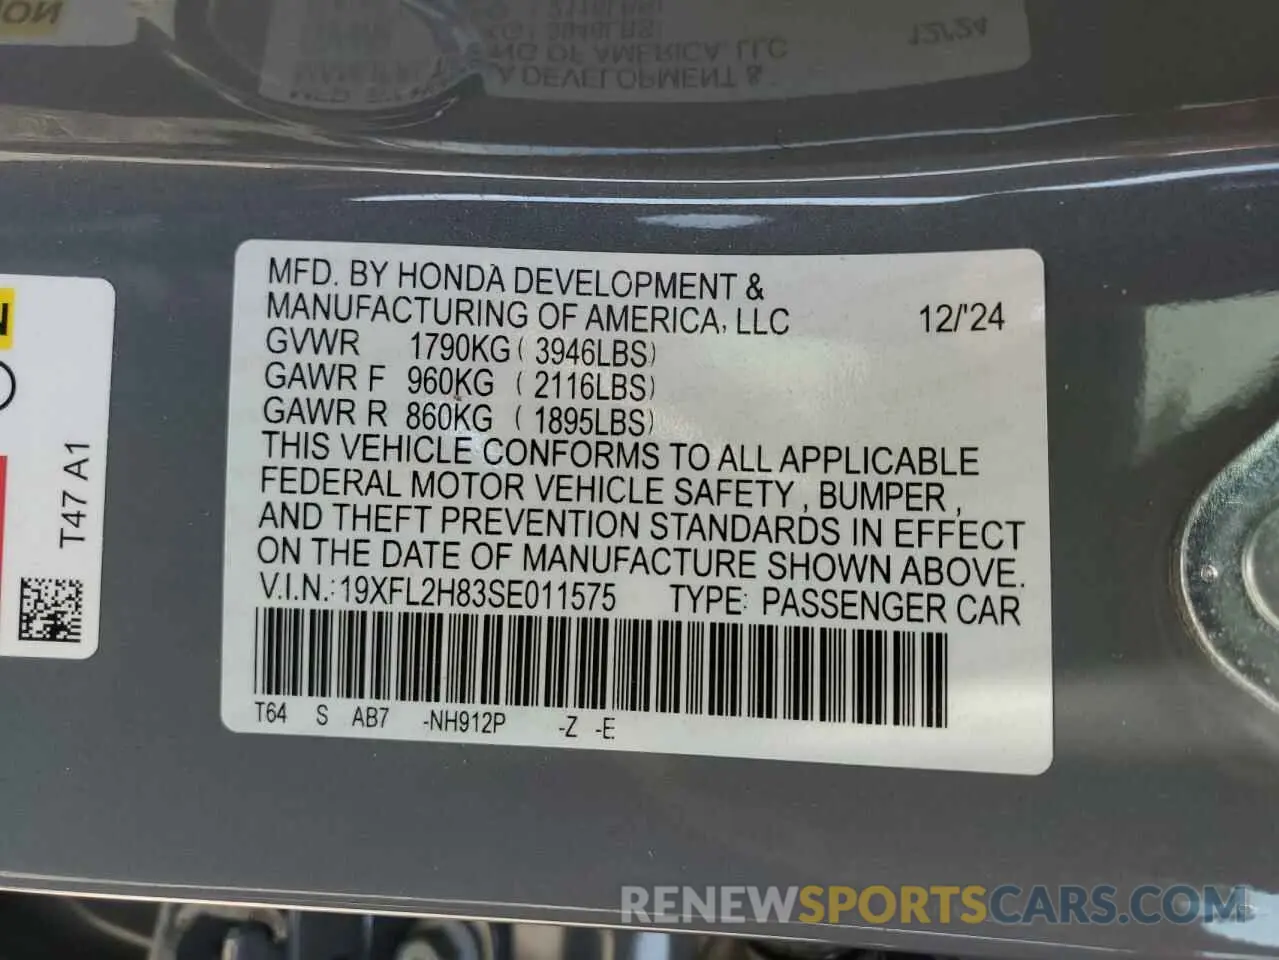 MFD. BY HONDA DEVELOPMENT &
MANUFACTURING OF AMERICA, LLC 12/'24
GVWR 1790KG ( 3946LBS)
GAWR F 960KG ( 2116LBS)
GAWR R 860KG ( 1895LBS)
THIS VEHICLE CONFORMS TO ALL APPLICABLE
FEDERAL MOTOR VEHICLE SAFETY , BUMPER ,
AND THEFT PREVENTION STANDARDS IN EFFECT
ON THE DATE OF MANUFACTURE SHOWN ABOVE.
V.I.N.: 19XFL2H83SE011575 TYPE: PASSENGER CAR
T64 S AB7 -NH912P -Z -E
T47 A1
RENEWSPORTSCARS.COM